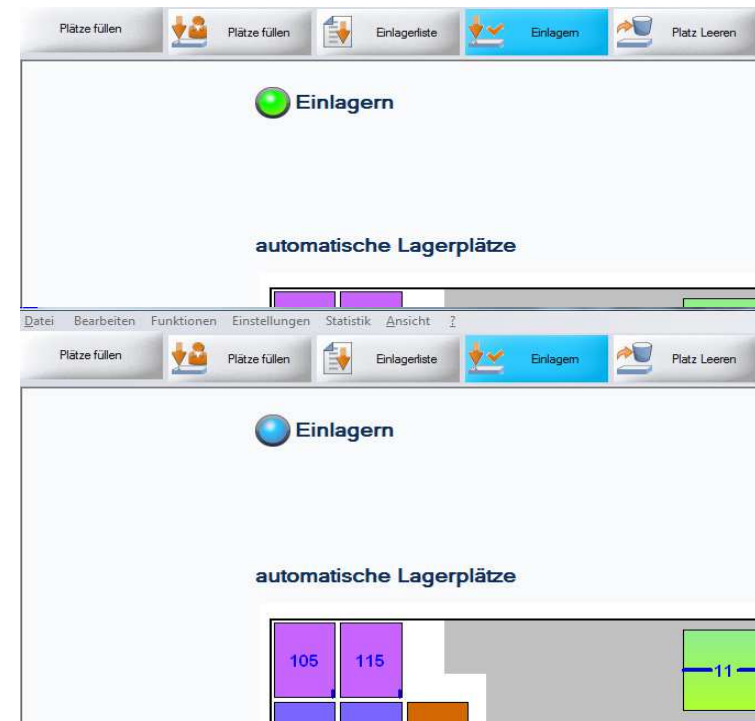 Plätze füllen Plätze füllen Einlagerliste Einlagern Platz Leeren
Einlagern
automatische Lagerplätze
Datei Bearbeiten Funktionen Einstellungen Statistik Ansicht ?
Plätze füllen Plätze füllen Einlagerliste Einlagern Platz Leeren
Einlagern
automatische Lagerplätze
105 115 11